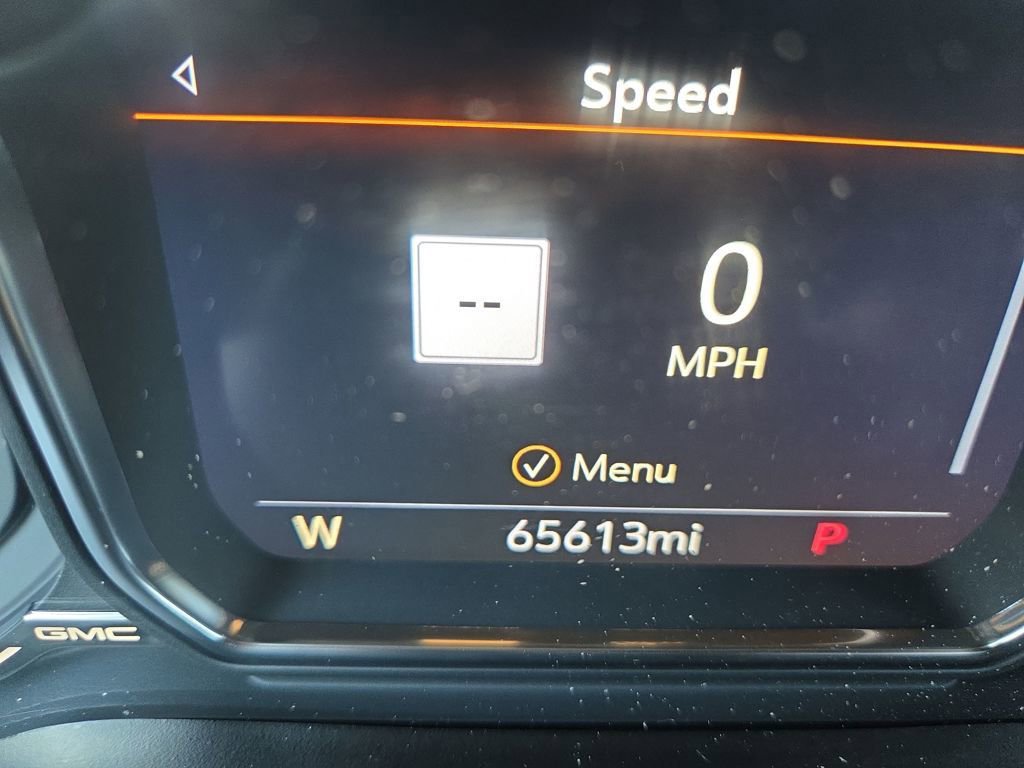 Speed
--
0
MPH
Menu
W 65613mi P
GMC